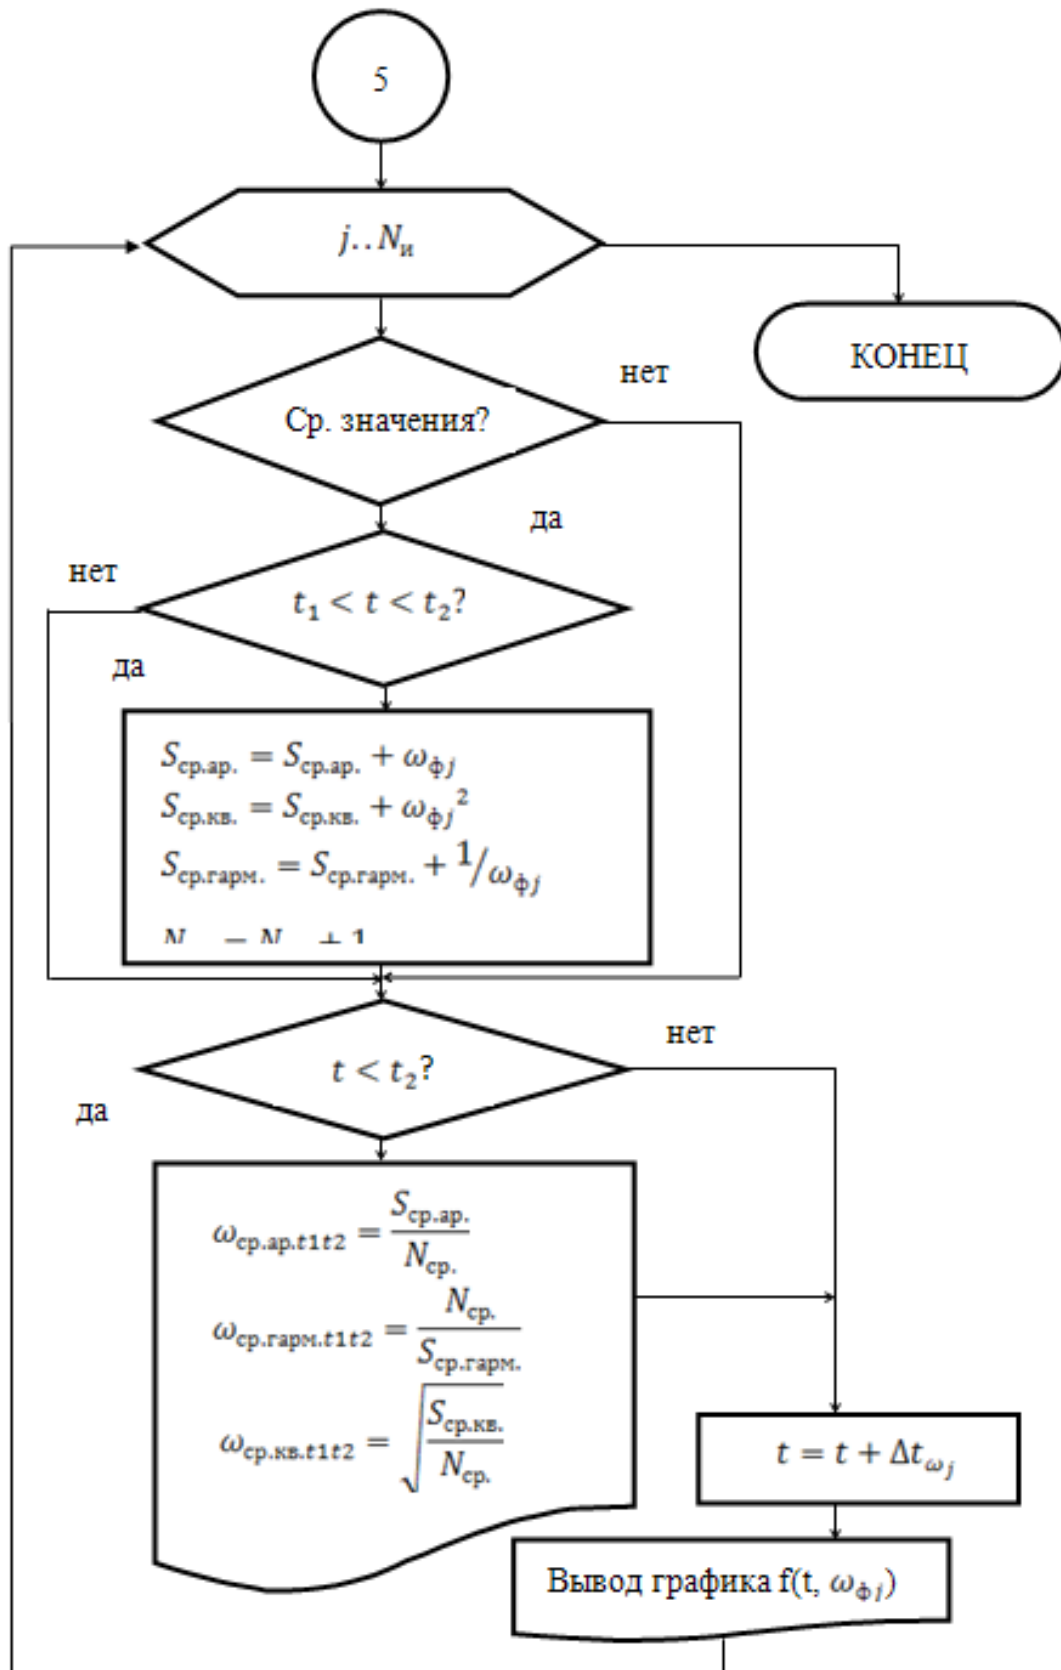 5
j..Nи
КОНЕЦ
нет
Ср. значения?
да
нет
t₁ < t < t₂?
да
Sср.ар. = Sср.ар. + ωфj
Sср.кв. = Sср.кв. + ωфj²
Sср.гарм. = Sср.гарм. + 1/ωфj
нет
t < t₂?
да
ωср.ар.t1t2 = Sср.ар./Nср.
ωср.гарм.t1t2 = Nср./Sср.гарм.
ωср.кв.t1t2 = √(Sср.кв./Nср.)
t = t + Δtωj
Вывод графика f(t, ωфj)